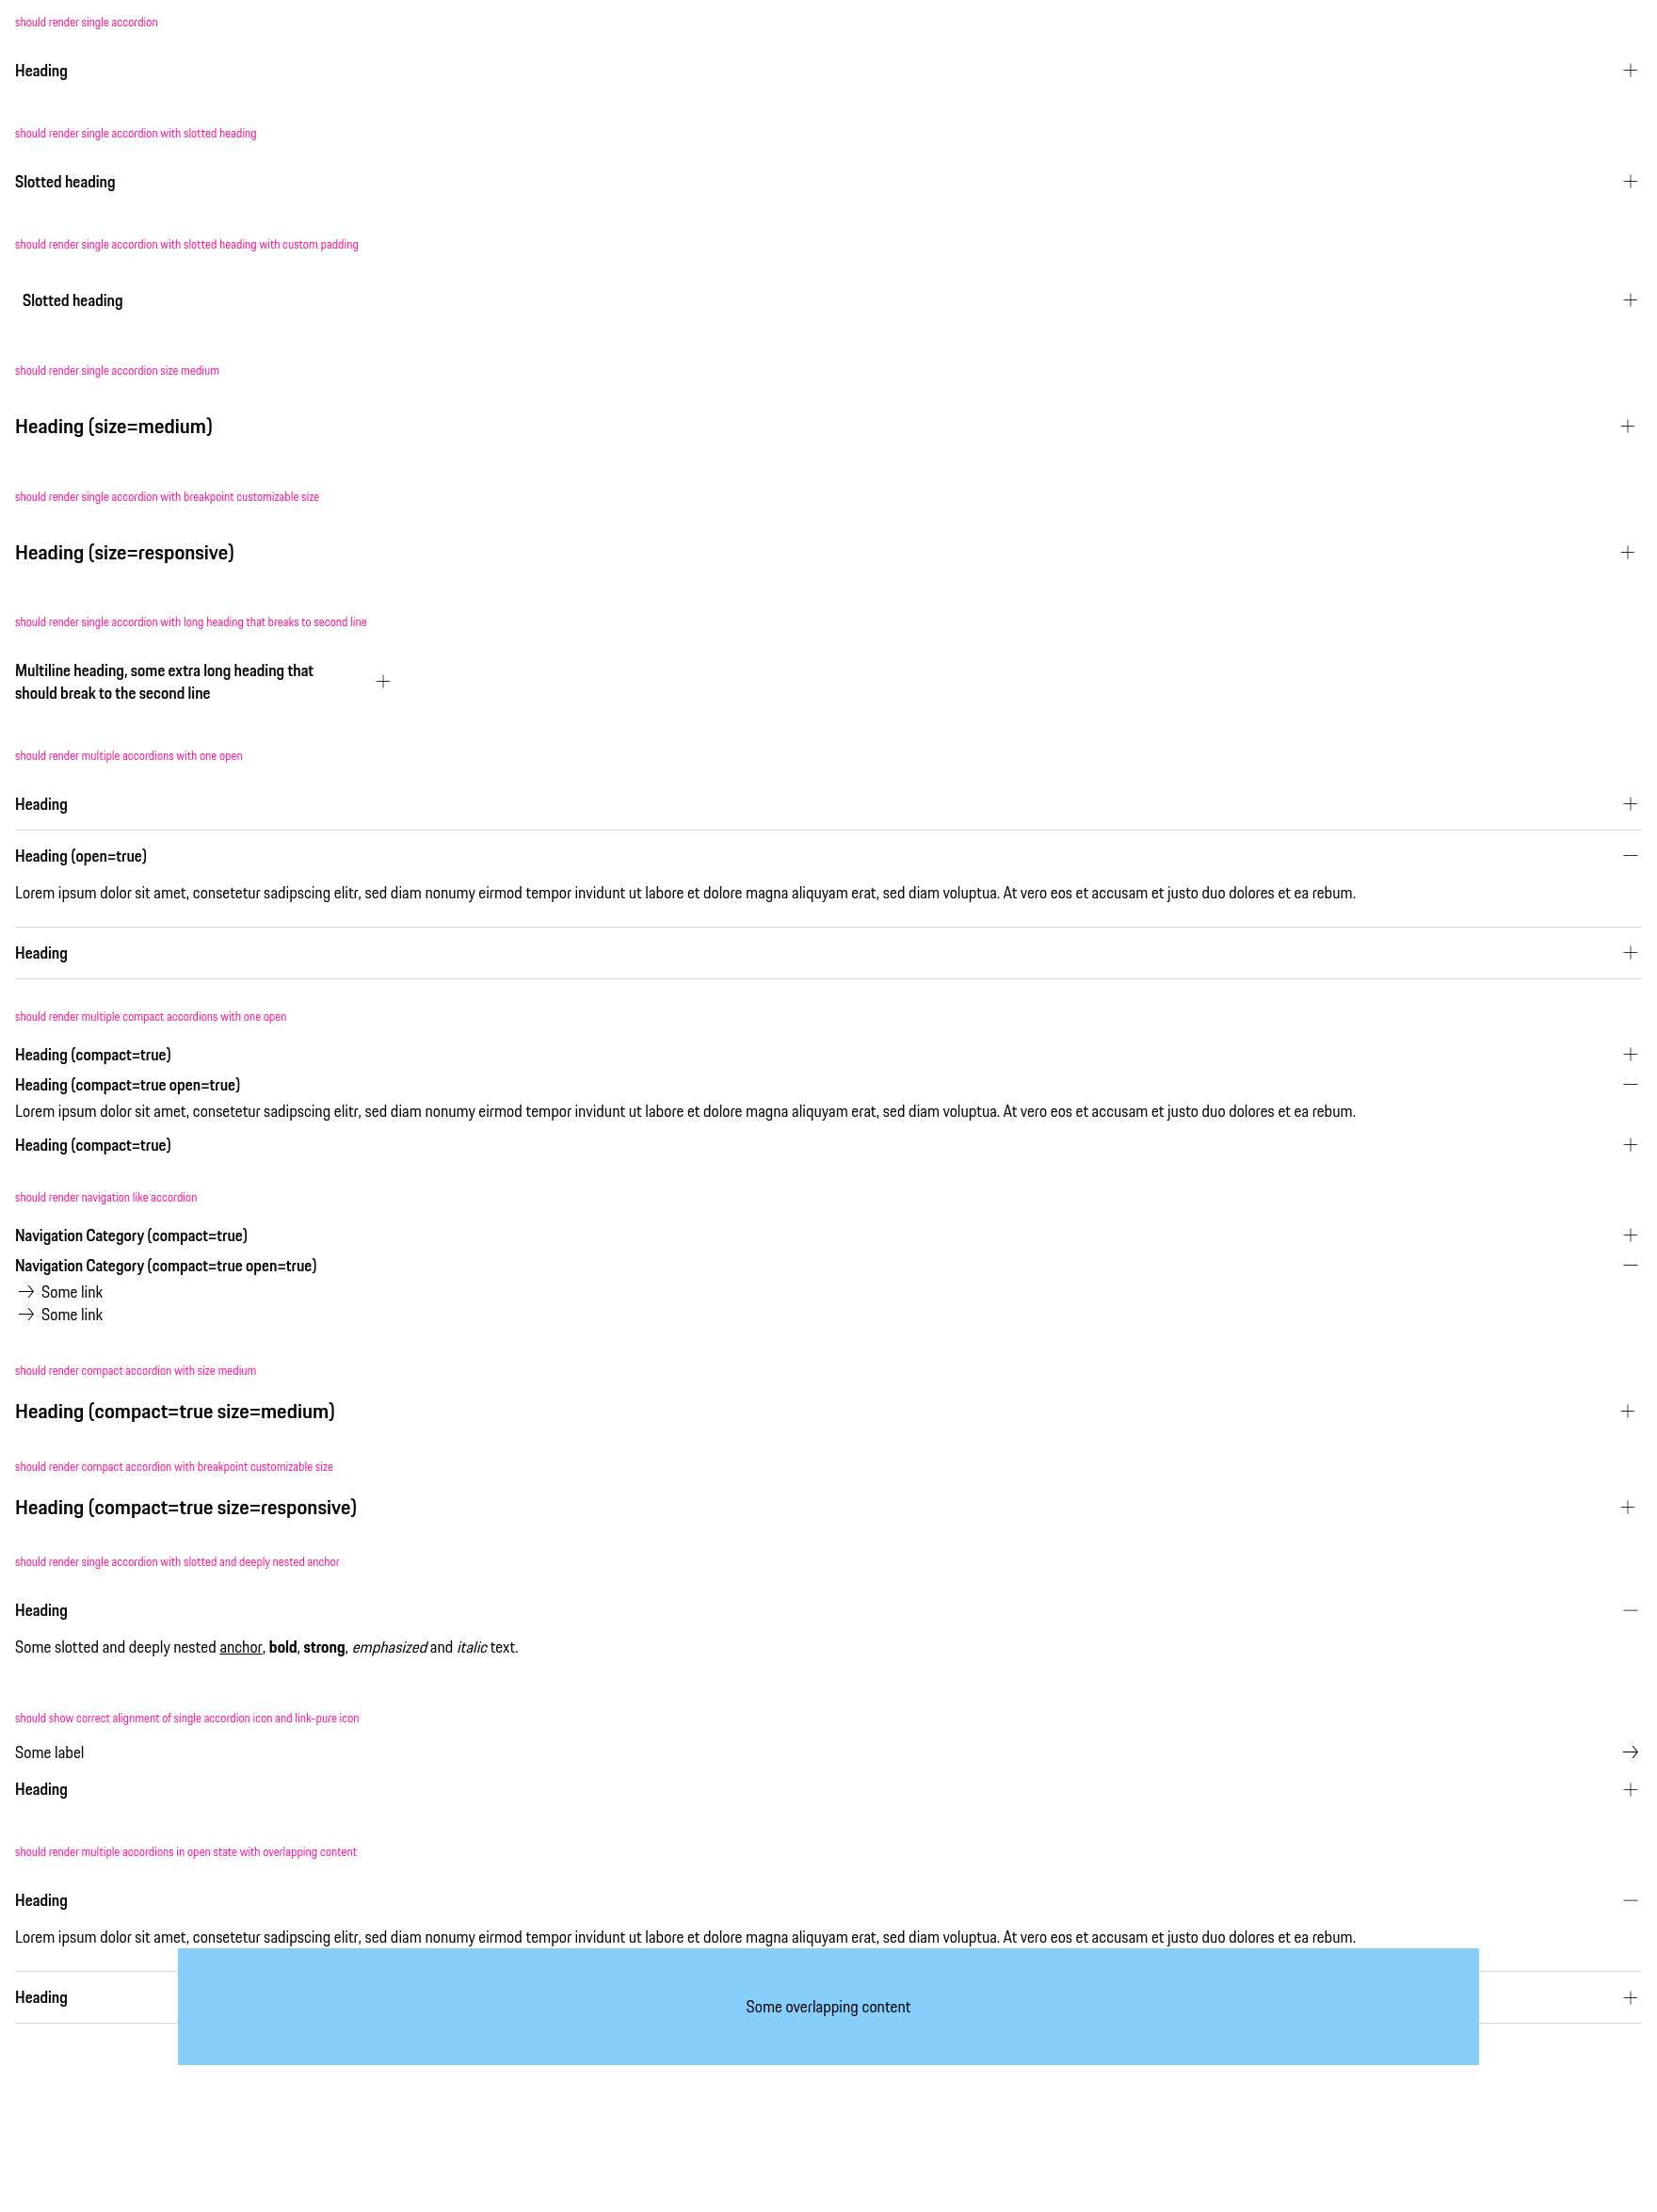 should render single accordion
Heading
should render single accordion with slotted heading
Slotted heading
should render single accordion with slotted heading with custom padding
Slotted heading
should render single accordion size medium
Heading (size=medium)
should render single accordion with breakpoint customizable size
Heading (size=responsive)
should render single accordion with long heading that breaks to second line
Multiline heading, some extra long heading that
should break to the second line
should render multiple accordions with one open
Heading
Heading (open=true)
Lorem ipsum dolor sit amet, consetetur sadipscing elitr, sed diam nonumy eirmod tempor invidunt ut labore et dolore magna aliquyam erat, sed diam voluptua. At vero eos et accusam et justo duo dolores et ea rebum.
Heading
should render multiple compact accordions with one open
Heading (compact=true)
Heading (compact=true open=true)
Lorem ipsum dolor sit amet, consetetur sadipscing elitr, sed diam nonumy eirmod tempor invidunt ut labore et dolore magna aliquyam erat, sed diam voluptua. At vero eos et accusam et justo duo dolores et ea rebum.
Heading (compact=true)
should render navigation like accordion
Navigation Category (compact=true)
Navigation Category (compact=true open=true)
Some link
Some link
should render compact accordion with size medium
Heading (compact=true size=medium)
should render compact accordion with breakpoint customizable size
Heading (compact=true size=responsive)
should render single accordion with slotted and deeply nested anchor
Heading
Some slotted and deeply nested anchor, bold, strong, emphasized and italic text.
should show correct alignment of single accordion icon and link-pure icon
Some label
Heading
should render multiple accordions in open state with overlapping content
Heading
Lorem ipsum dolor sit amet, consetetur sadipscing elitr, sed diam nonumy eirmod tempor invidunt ut labore et dolore magna aliquyam erat, sed diam voluptua. At vero eos et accusam et justo duo dolores et ea rebum.
Heading
Some overlapping content